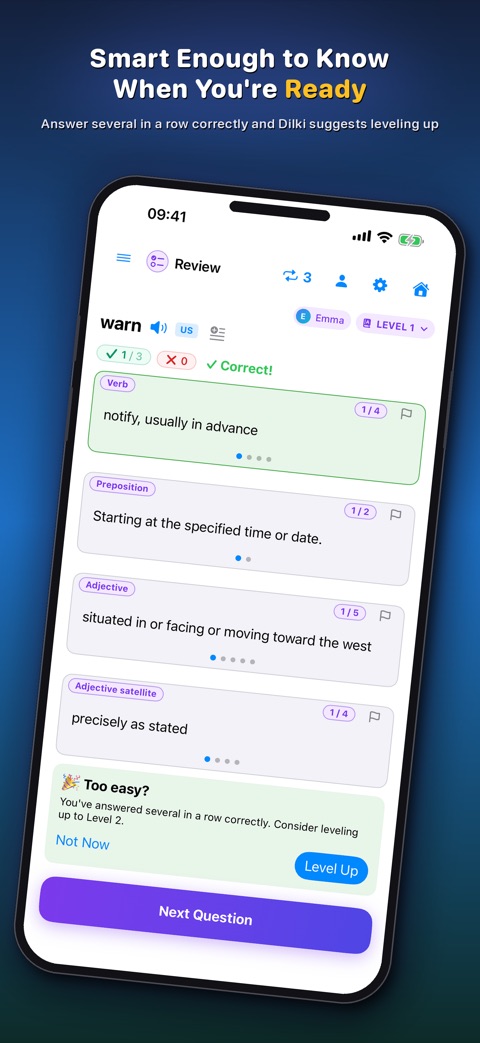 Smart Enough to Know
When You're Ready
Answer several in a row correctly and Dilki suggests leveling up
09:41
Review
3
E Emma
LEVEL 1
warn
US
1 / 3
0
Correct!
Verb
1 / 4
notify, usually in advance
Preposition
1 / 2
Starting at the specified time or date.
Adjective
1 / 5
situated in or facing or moving toward the west
Adjective satellite
1 / 4
precisely as stated
🎉 Too easy?
You've answered several in a row correctly. Consider leveling
up to Level 2.
Not Now
Level Up
Next Question